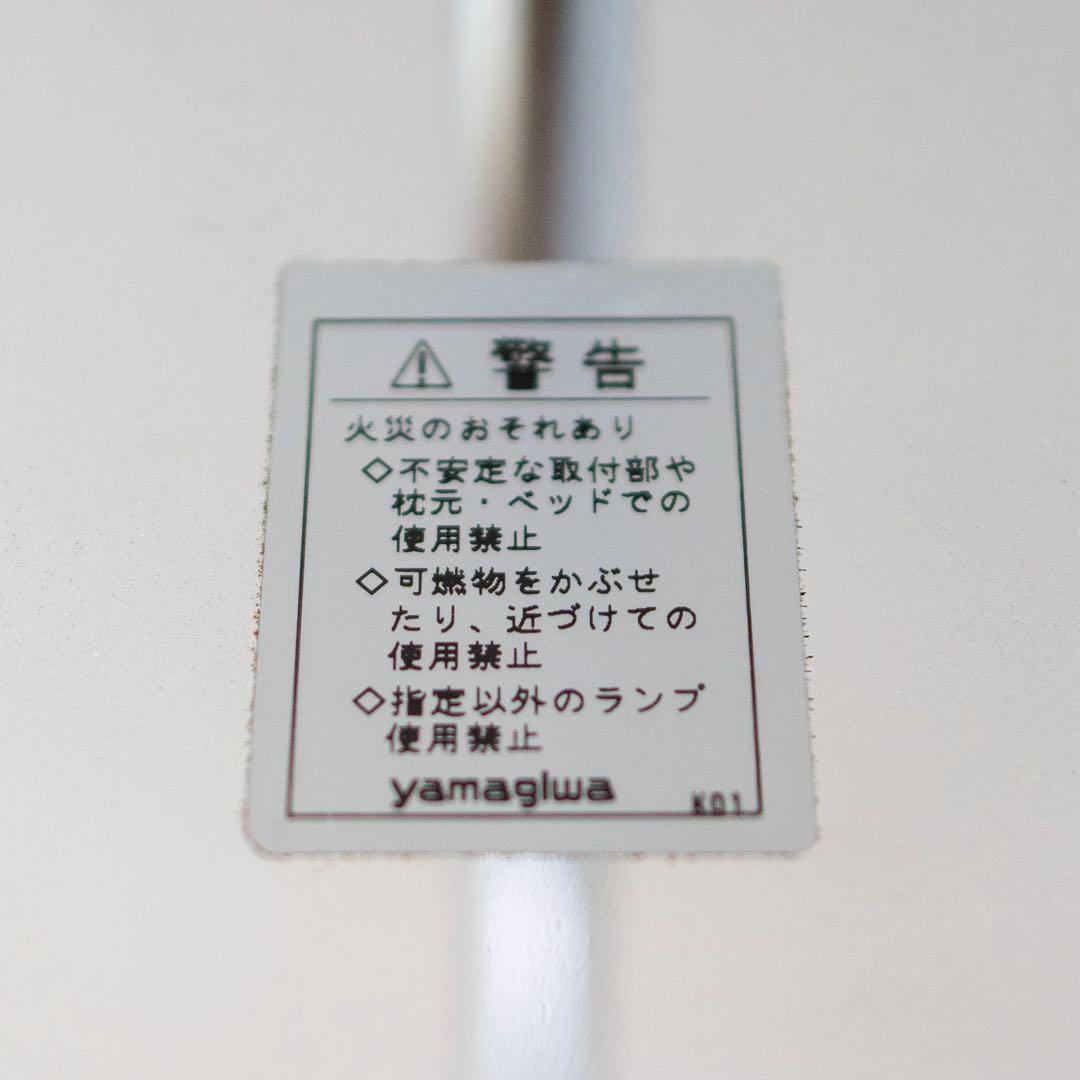 ⚠ 警告
火災のおそれあり
◇不安定な取付部や
枕元・ベッドでの
使用禁止
◇可燃物をかぶせ
たり、近づけての
使用禁止
◇指定以外のランプ
使用禁止
yamagiwa
K01